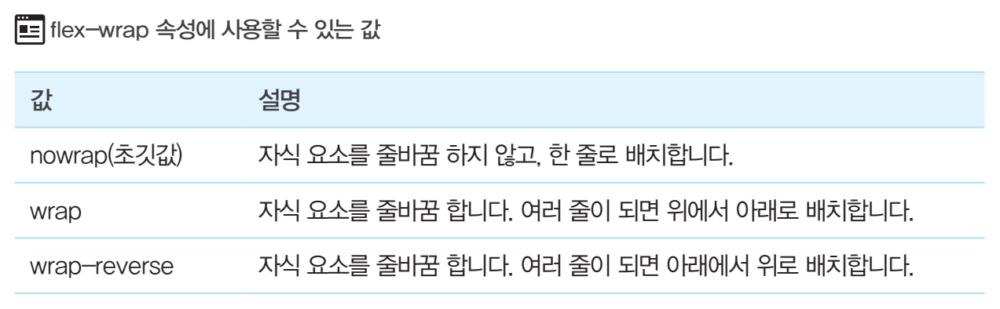 flex-wrap 속성에 사용할 수 있는 값
값 설명
nowrap(초깃값) 자식 요소를 줄바꿈 하지 않고, 한 줄로 배치합니다.
wrap 자식 요소를 줄바꿈 합니다. 여러 줄이 되면 위에서 아래로 배치합니다.
wrap-reverse 자식 요소를 줄바꿈 합니다. 여러 줄이 되면 아래에서 위로 배치합니다.